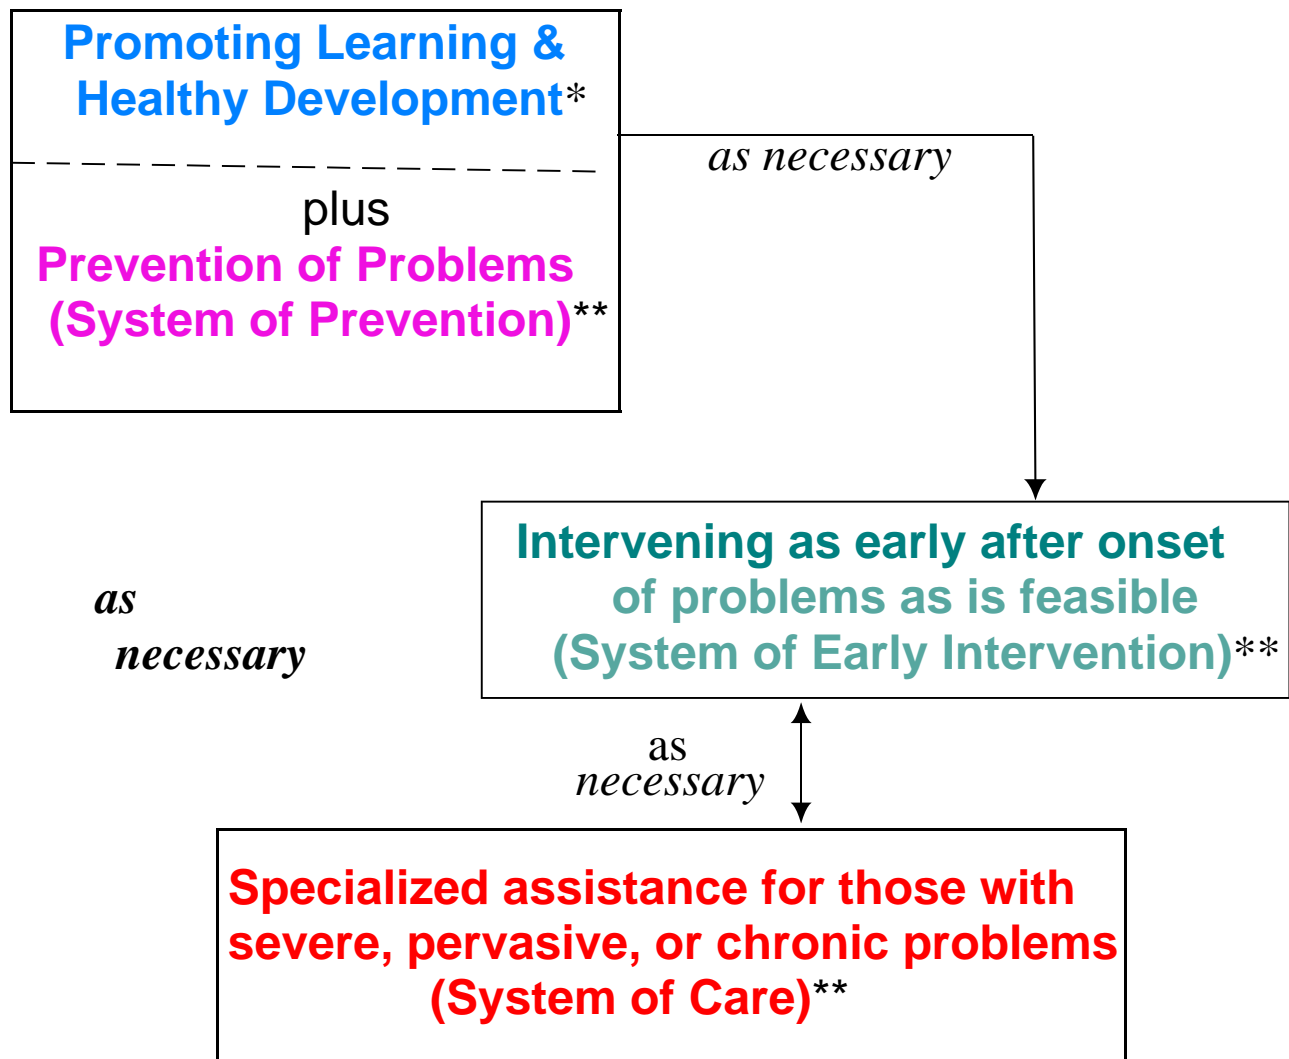 Promoting Learning &
Healthy Development*
as necessary
plus
Prevention of Problems
(System of Prevention)**
Intervening as early after onset
of problems as is feasible
(System of Early Intervention)**
as
necessary
as
necessary
Specialized assistance for those with
severe, pervasive, or chronic problems
(System of Care)**